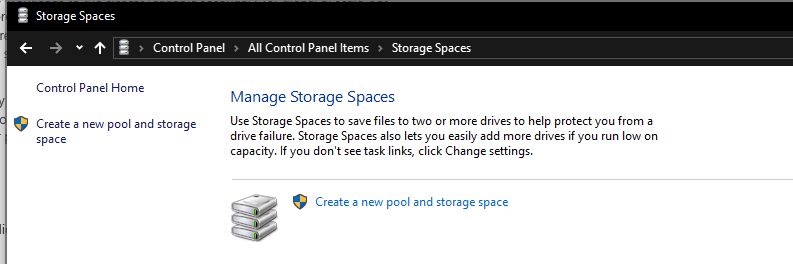 Storage Spaces
Control Panel > All Control Panel Items > Storage Spaces
Control Panel Home
Create a new pool and storage
space
Manage Storage Spaces
Use Storage Spaces to save files to two or more drives to help protect you from a
drive failure. Storage Spaces also lets you easily add more drives if you run low on
capacity. If you don't see task links, click Change settings.
Create a new pool and storage space